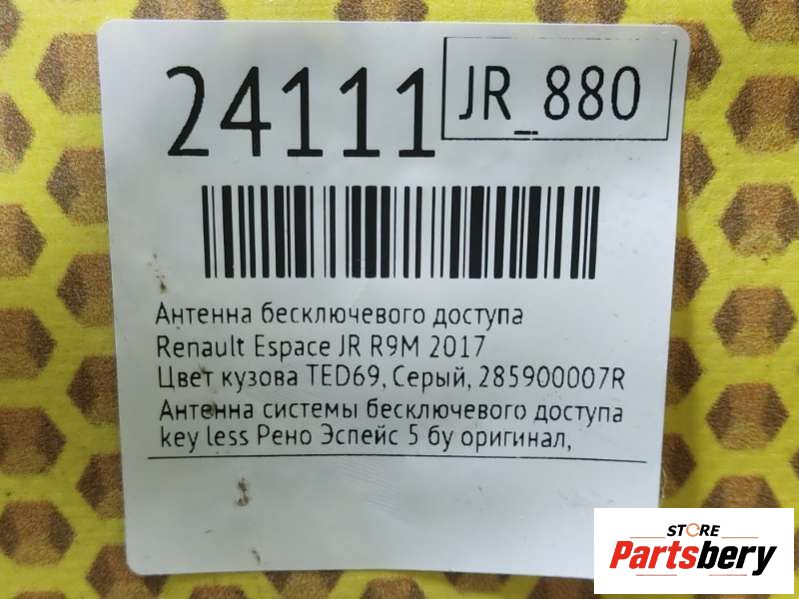 24111
JR_880
Антенна бесключевого доступа
Renault Espace JR R9M 2017
Цвет кузова TED69, Серый, 285900007R
Антенна системы бесключевого доступа
key less Рено Эспейс 5 бу оригинал,
STORE
Partsbery